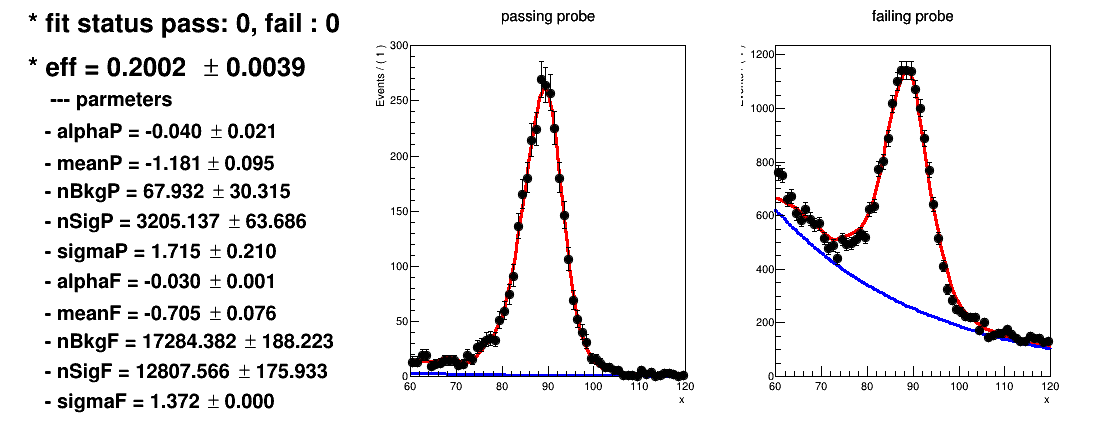 * fit status pass: 0, fail : 0
* eff = 0.2002 ± 0.0039
--- parmeters
- alphaP = -0.040 ± 0.021
- meanP = -1.181 ± 0.095
- nBkgP = 67.932 ± 30.315
- nSigP = 3205.137 ± 63.686
- sigmaP = 1.715 ± 0.210
- alphaF = -0.030 ± 0.001
- meanF = -0.705 ± 0.076
- nBkgF = 17284.382 ± 188.223
- nSigF = 12807.566 ± 175.933
- sigmaF = 1.372 ± 0.000
passing probe
Events / ( 1 )
300
250
200
150
100
50
0
60 70 80 90 100 110 120
x
failing probe
1200
1000
800
600
400
200
0
60 70 80 90 100 110 120
x